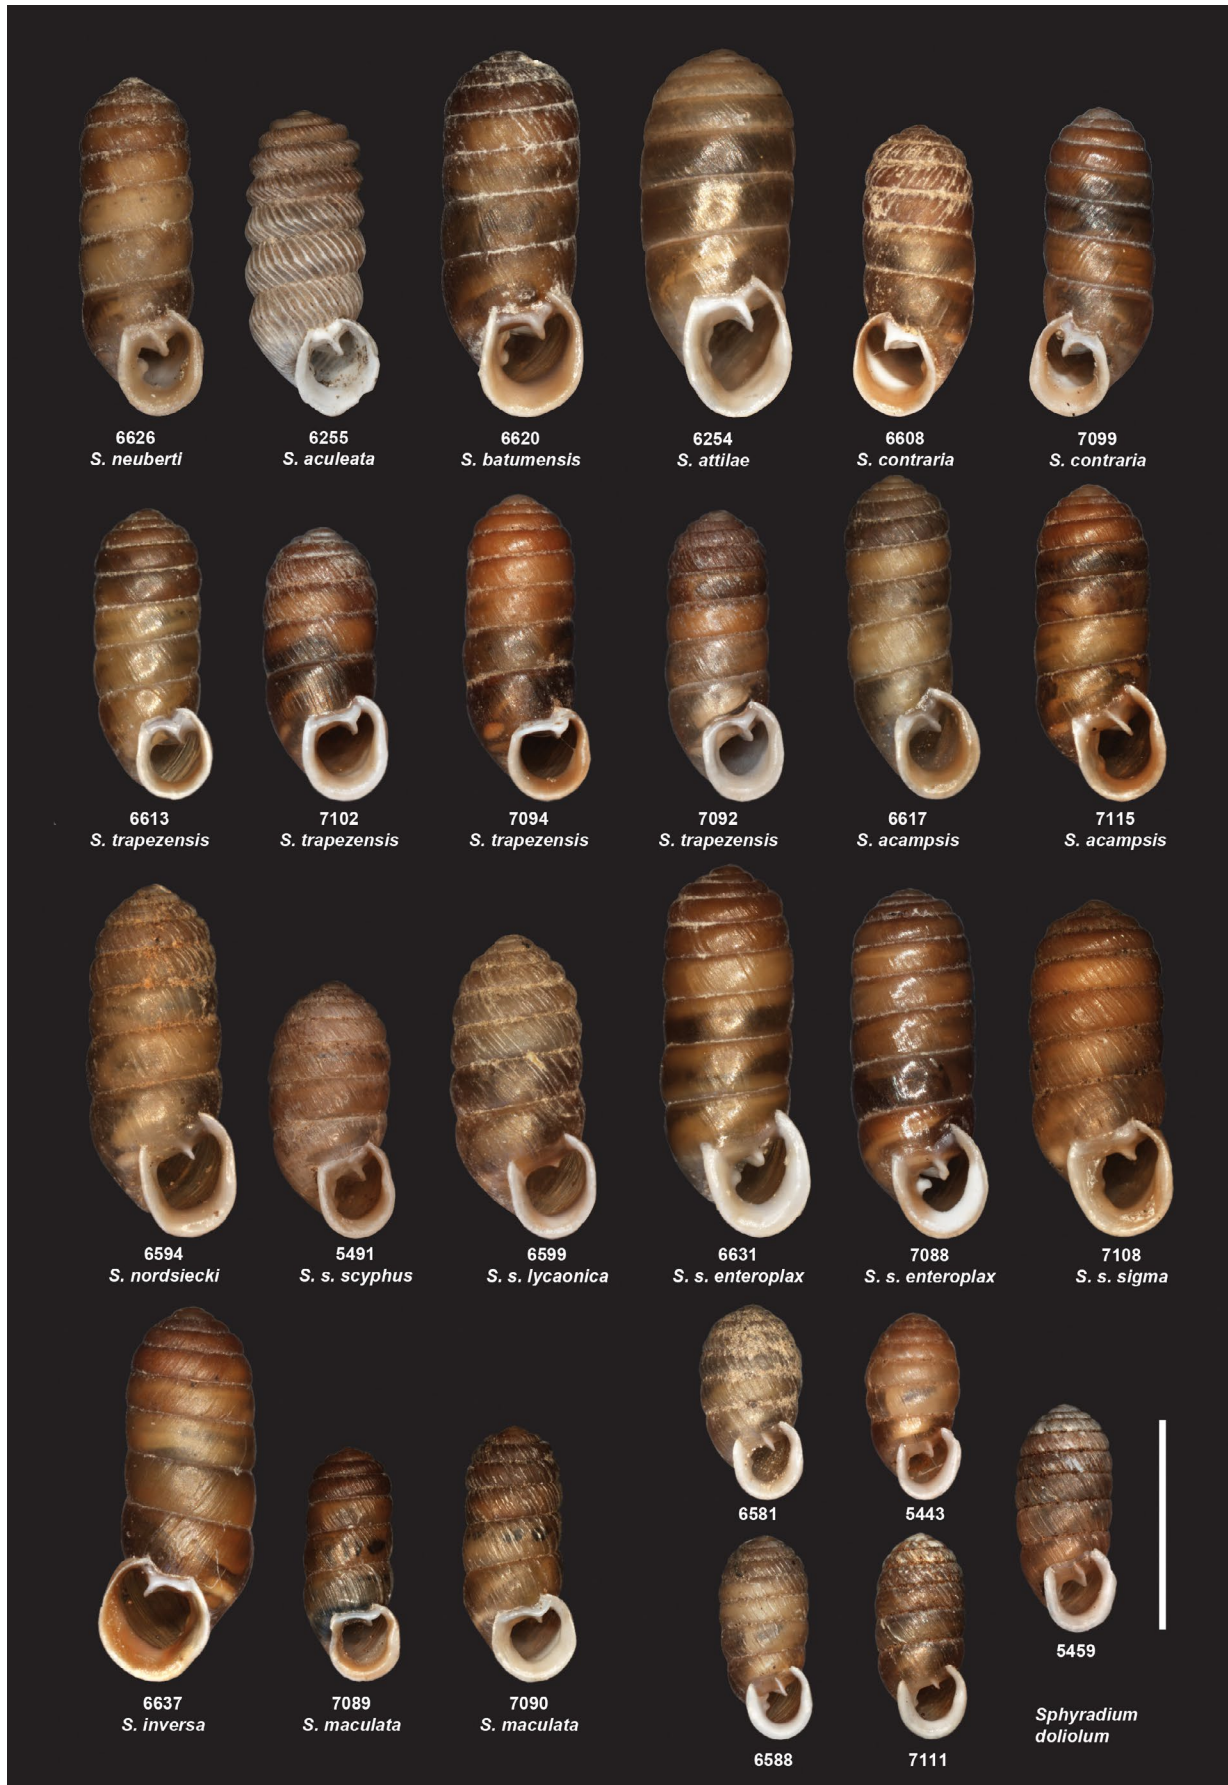 6626
S. neuberti
6255
S. aculeata
6620
S. batumensis
6254
S. attilae
6608
S. contraria
7099
S. contraria
6613
S. trapezensis
7102
S. trapezensis
7094
S. trapezensis
7092
S. trapezensis
6617
S. acampsis
7115
S. acampsis
6594
S. nordsiecki
5491
S. s. scyphus
6599
S. s. lycaonica
6631
S. s. enteroplax
7088
S. s. enteroplax
7108
S. s. sigma
6637
S. inversa
7089
S. maculata
7090
S. maculata
6581
5443
6588
7111
5459
Sphyradium
doliolum